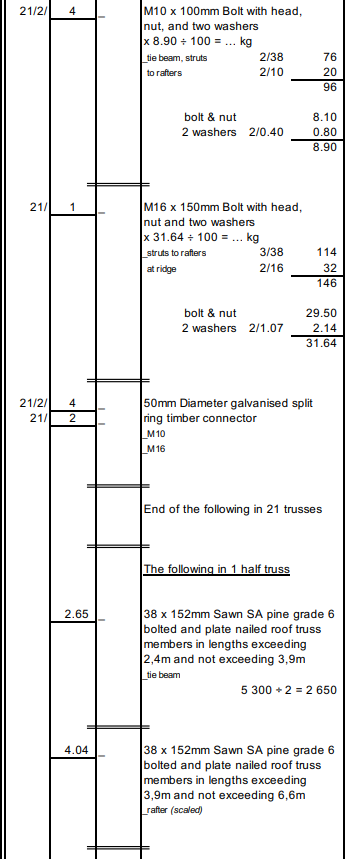 21/2/ 4 _ M10 x 100mm Bolt with head,
nut, and two washers
x 8.90 ÷ 100 = ... kg
_tie beam, struts 2/38 76
to rafters 2/10 20
96
bolt & nut 8.10
2 washers 2/0.40 0.80
8.90
21/ 1 _ M16 x 150mm Bolt with head,
nut and two washers
x 31.64 ÷ 100 = ... kg
_struts to rafters 3/38 114
at ridge 2/16 32
146
bolt & nut 29.50
2 washers 2/1.07 2.14
31.64
21/2/ 4 _ 50mm Diameter galvanised split
21/ 2 _ ring timber connector
_M10
_M16
End of the following in 21 trusses
The following in 1 half truss
2.65 _ 38 x 152mm Sawn SA pine grade 6
bolted and plate nailed roof truss
members in lengths exceeding
2,4m and not exceeding 3,9m
_tie beam
5 300 ÷ 2 = 2 650
4.04 _ 38 x 152mm Sawn SA pine grade 6
bolted and plate nailed roof truss
members in lengths exceeding
3,9m and not exceeding 6,6m
_rafter (scaled)